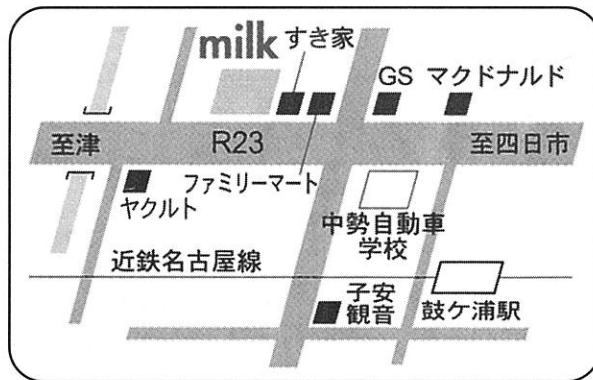 milk
すき家
GS
マクドナルド
至津
R23
至四日市
ファミリーマート
ヤクルト
中勢自動車
学校
近鉄名古屋線
子安
観音
鼓ケ浦駅